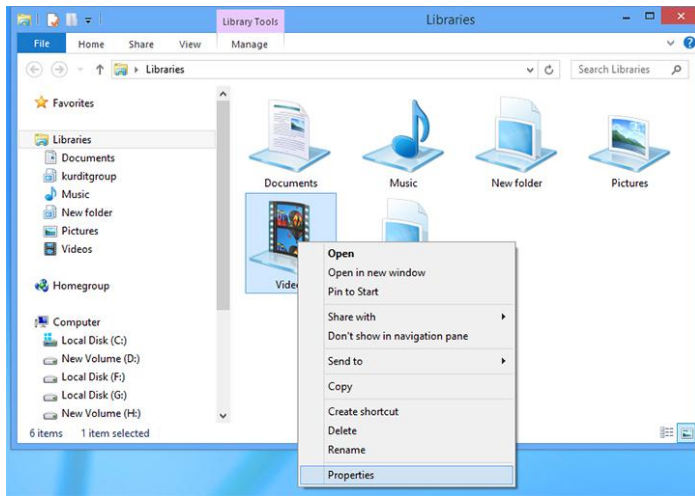 Library Tools
Libraries
File
Home
Share
View
Manage
Libraries
Search Libraries
Favorites
Libraries
Documents
kurditgroup
Music
New folder
Pictures
Videos
Homegroup
Computer
Local Disk (C:)
New Volume (D:)
Local Disk (F:)
Local Disk (G:)
New Volume (H:)
Documents
Music
New folder
Pictures
Open
Open in new window
Pin to Start
Share with
Don't show in navigation pane
Send to
Copy
Create shortcut
Delete
Rename
Properties
6 items
1 item selected